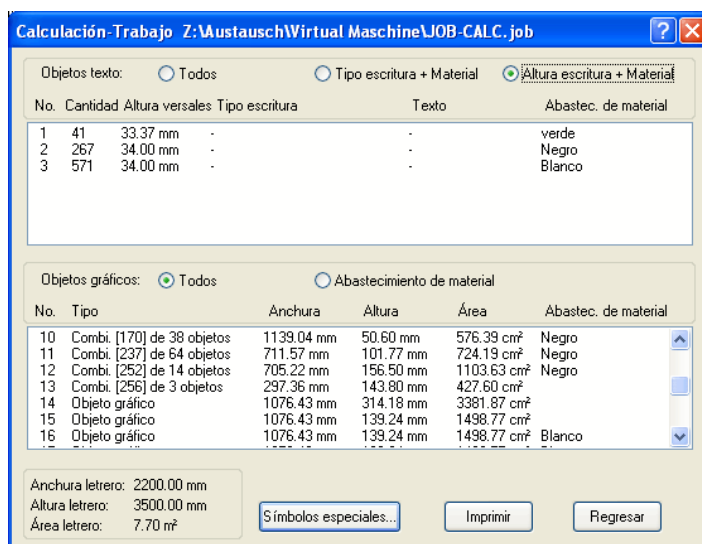 Calculación-Trabajo Z:\Austausch\Virtual Maschine\JOB-CALC.job
Objetos texto: Todos Tipo escritura + Material Altura escritura + Material
No. Cantidad Altura versales Tipo escritura Texto Abastec. de material
1 41 33.37 mm - - verde
2 267 34.00 mm - - Negro
3 571 34.00 mm - - Blanco
Objetos gráficos: Todos Abastecimiento de material
No. Tipo Anchura Altura Área Abastec. de material
10 Combi. [170] de 38 objetos 1139.04 mm 50.60 mm 576.39 cm² Negro
11 Combi. [237] de 64 objetos 711.57 mm 101.77 mm 724.19 cm² Negro
12 Combi. [252] de 14 objetos 705.22 mm 156.50 mm 1103.63 cm² Negro
13 Combi. [256] de 3 objetos 297.36 mm 143.80 mm 427.60 cm²
14 Objeto gráfico 1076.43 mm 314.18 mm 3381.87 cm²
15 Objeto gráfico 1076.43 mm 139.24 mm 1498.77 cm²
16 Objeto gráfico 1076.43 mm 139.24 mm 1498.77 cm² Blanco
Anchura letrero: 2200.00 mm
Altura letrero: 3500.00 mm
Área letrero: 7.70 m²
Símbolos especiales... Imprimir Regresar